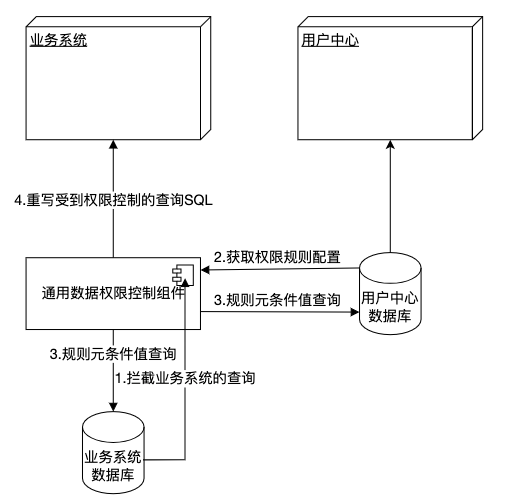 业务系统
用户中心
4.重写受到权限控制的查询SQL
2.获取权限规则配置
通用数据权限控制组件
3.规则元条件值查询
用户中心
数据库
3.规则元条件值查询
1.拦截业务系统的查询
业务系统
数据库